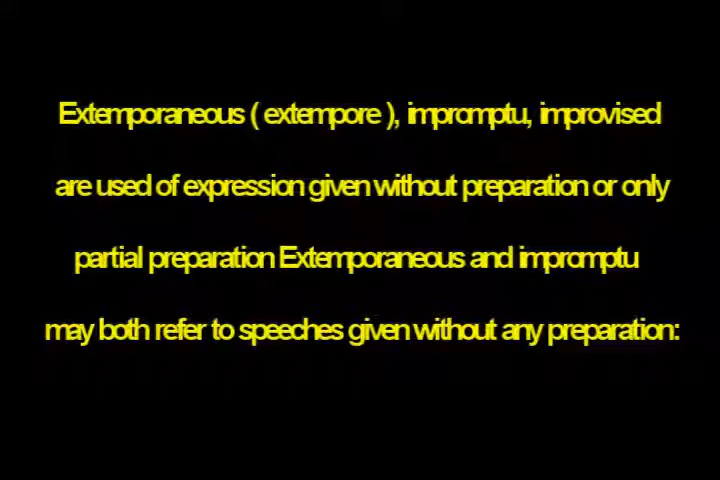 Extemporaneous ( extempore ), impromptu, improvised
are used of expression given without preparation or only
partial preparation Extemporaneous and impromptu
may both refer to speeches given without any preparation: